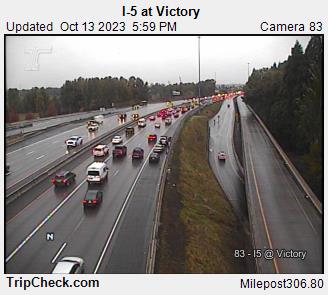 I-5 at Victory
Updated Oct 13 2023 5:59 PM Camera 83
N
83 - I5 @ Victory
TripCheck.com Milepost306.80